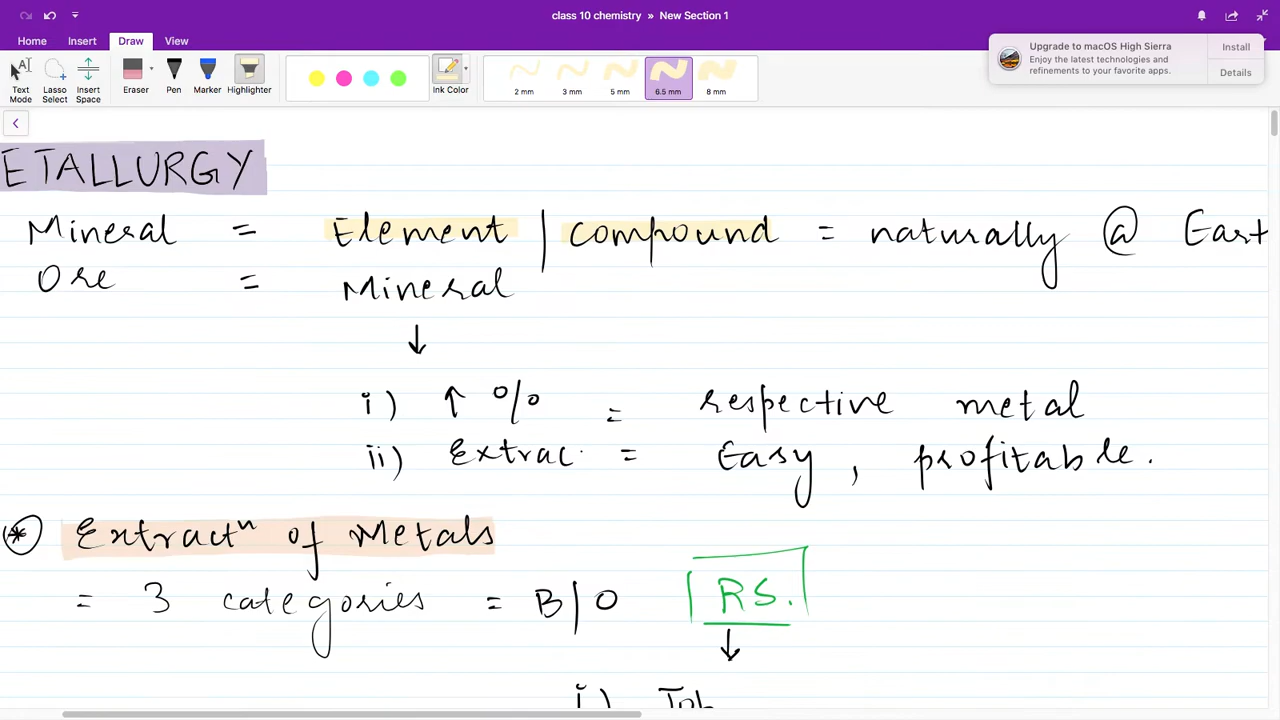 class 10 chemistry » New Section 1
Home Insert Draw View
Upgrade to macOS High Sierra
Enjoy the latest technologies and
refinements to your favorite apps.
Install
Details
Text Mode
Lasso Select
Insert Space
Eraser
Pen
Marker
Highlighter
Ink Color
2 mm 3 mm 5 mm 6.5 mm 8 mm
ETALLURGY
Mineral = Element | compound = naturally @ Eart
Ore = Mineral
↓
i) ↑ % = respective metal
ii) Extrac. = Easy, profitable.
* Extractⁿ of Metals
= 3 categories = B|O RS.
↓
i) Tob